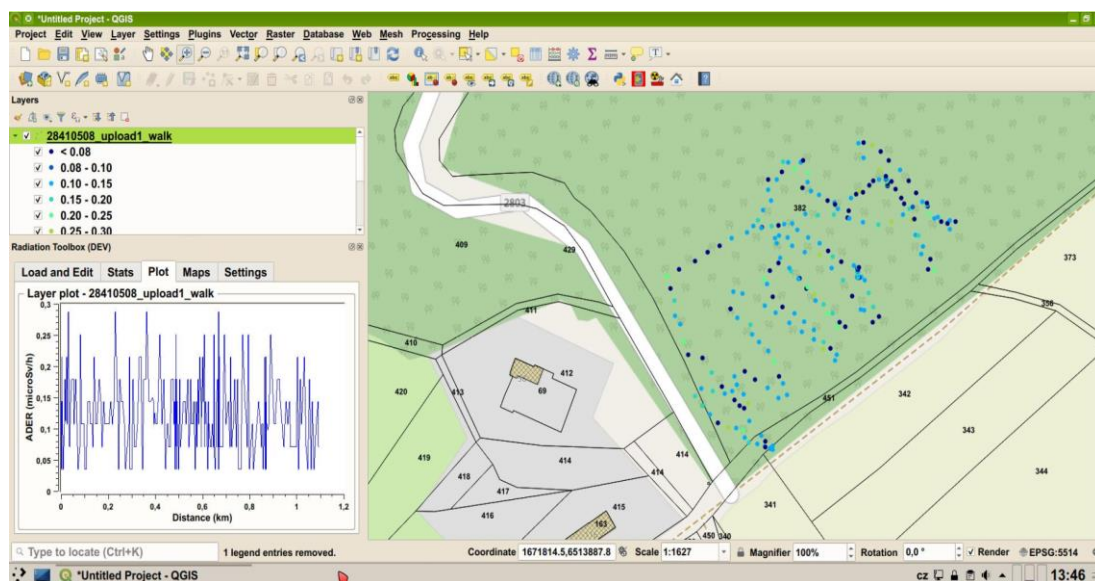 *Untitled Project - QGIS
Project Edit View Layer Settings Plugins Vector Raster Database Web Mesh Processing Help
Layers
28410508_upload1_walk
< 0.08
0.08 - 0.10
0.10 - 0.15
0.15 - 0.20
0.20 - 0.25
0.25 - 0.30
Radiation Toolbox (DEV)
Load and Edit Stats Plot Maps Settings
Layer plot - 28410508_upload1_walk
ADER (microSv/h)
0,3
0,25
0,2
0,15
0,1
0,05
0
0 0,2 0,4 0,6 0,8 1 1,2
Distance (km)
2803
382
409
429
373
356
411
410
412
420
413
69
451
342
343
419
414
414
344
418
417
416
415
163
341
450 340
Type to locate (Ctrl+K) 1 legend entries removed. Coordinate 1671814.5,6513887.8 Scale 1:1627 Magnifier 100% Rotation 0,0 ° Render EPSG:5514
*Untitled Project - QGIS cz 13:46